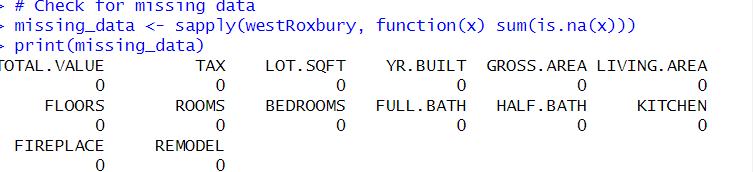 > # Check for missing data
> missing_data <- sapply(westRoxbury, function(x) sum(is.na(x)))
> print(missing_data)
TOTAL.VALUE TAX LOT.SQFT YR.BUILT GROSS.AREA LIVING.AREA
0 0 0 0 0 0
FLOORS ROOMS BEDROOMS FULL.BATH HALF.BATH KITCHEN
0 0 0 0 0 0
FIREPLACE REMODEL
0 0